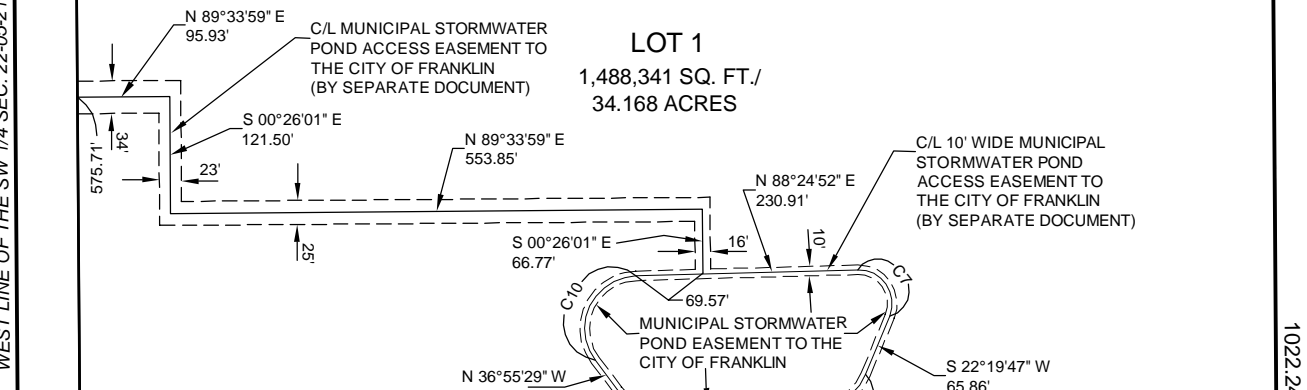 WEST LINE OF THE SW 1/4 SEC. 22-05-21
N 89°33'59" E
95.93'
C/L MUNICIPAL STORMWATER
POND ACCESS EASEMENT TO
THE CITY OF FRANKLIN
(BY SEPARATE DOCUMENT)
LOT 1
1,488,341 SQ. FT./
34.168 ACRES
S 00°26'01" E
121.50'
575.71'
34'
23'
N 89°33'59" E
553.85'
C/L 10' WIDE MUNICIPAL
STORMWATER POND
ACCESS EASEMENT TO
THE CITY OF FRANKLIN
(BY SEPARATE DOCUMENT)
N 88°24'52" E
230.91'
25'
S 00°26'01" E
66.77'
16'
10'
C7
C10
69.57'
MUNICIPAL STORMWATER
POND EASEMENT TO THE
CITY OF FRANKLIN
N 36°55'29" W
S 22°19'47" W
65.86'
1022.24